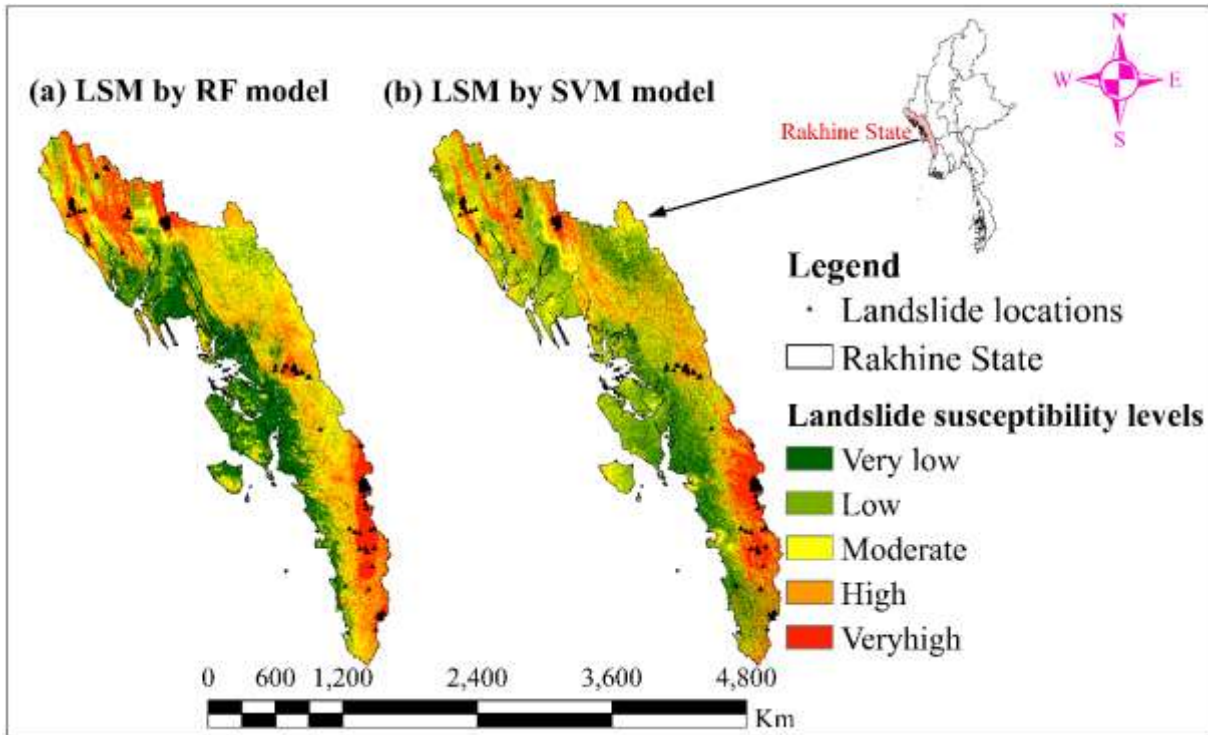 N
W E
S
(a) LSM by RF model
(b) LSM by SVM model
Rakhine State
Legend
Landslide locations
Rakhine State
Landslide susceptibility levels
Very low
Low
Moderate
High
Veryhigh
0 600 1,200 2,400 3,600 4,800
Km